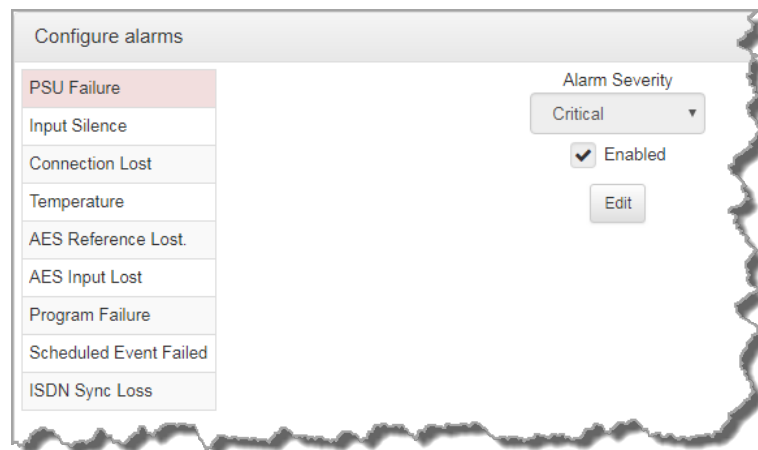 Configure alarms
PSU Failure
Input Silence
Connection Lost
Temperature
AES Reference Lost.
AES Input Lost
Program Failure
Scheduled Event Failed
ISDN Sync Loss
Alarm Severity
Critical
Enabled
Edit